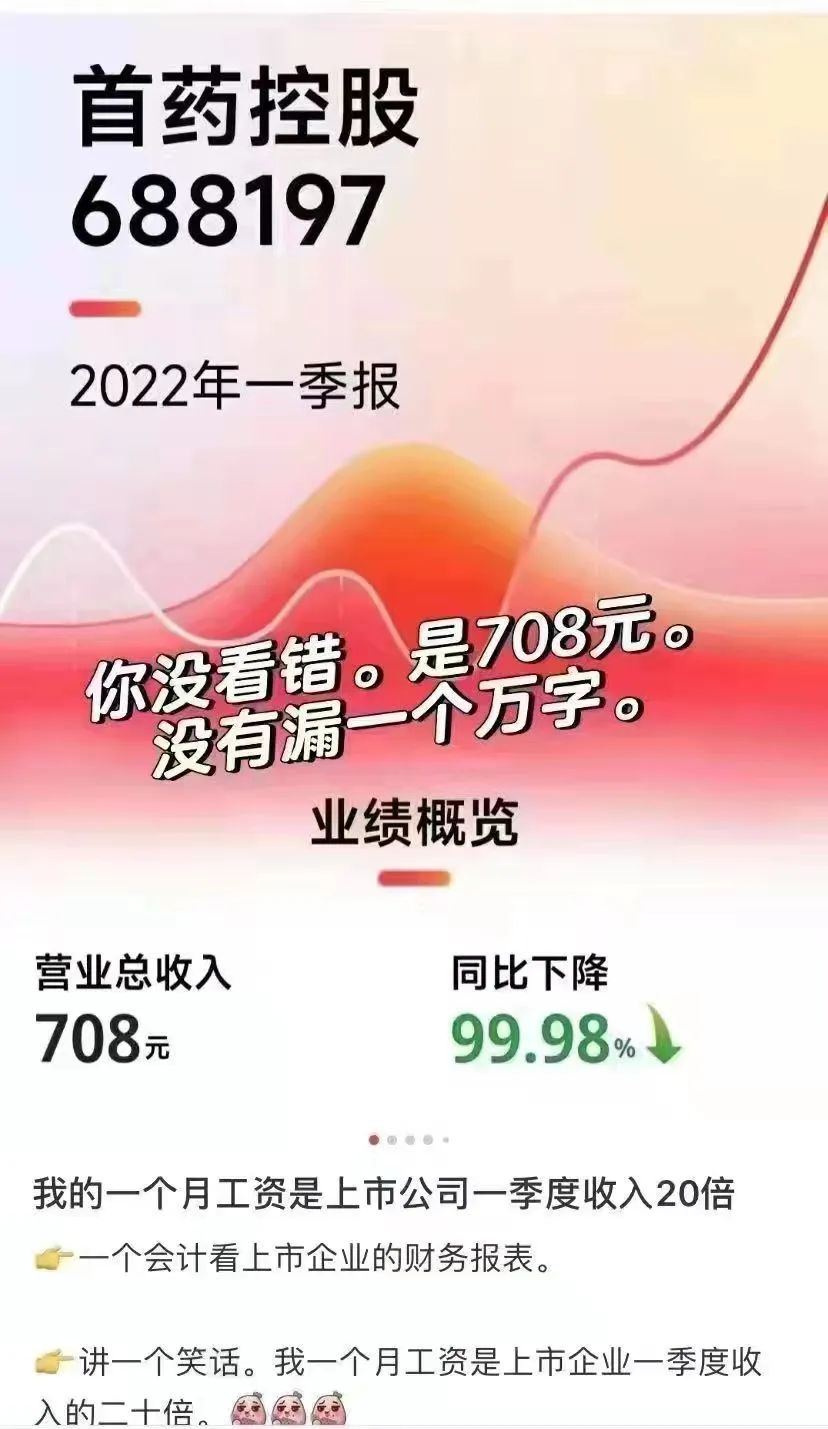 首药控股
688197
2022年一季报
你没看错。是708元。
没有漏一个万字。
业绩概览
营业总收入 同比下降
708元 99.98%
我的一个月工资是上市公司一季度收入20倍
👉一个会计看上市企业的财务报表。
👉讲一个笑话。我一个月工资是上市企业一季度收
入的二十倍。